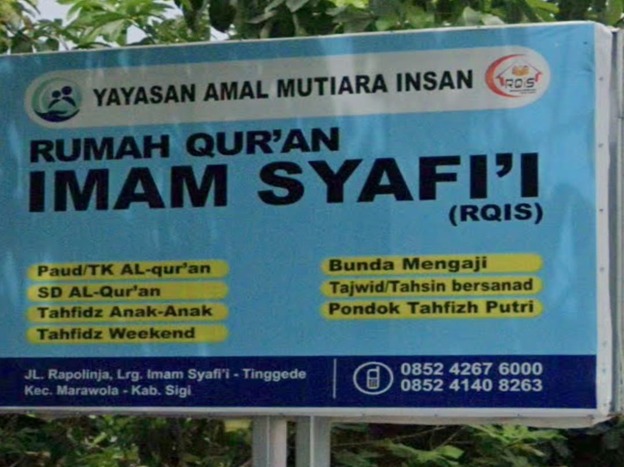 YAYASAN AMAL MUTIARA INSAN
RQIS
RUMAH QUR'AN
IMAM SYAFI'I
(RQIS)
Paud/TK AL-qur'an
SD AL-Qur'an
Tahfidz Anak-Anak
Tahfidz Weekend
Bunda Mengaji
Tajwid/Tahsin bersanad
Pondok Tahfizh Putri
JL. Rapolinja, Lrg. Imam Syafi'i - Tinggede
Kec. Marawola - Kab. Sigi
0852 4267 6000
0852 4140 8263